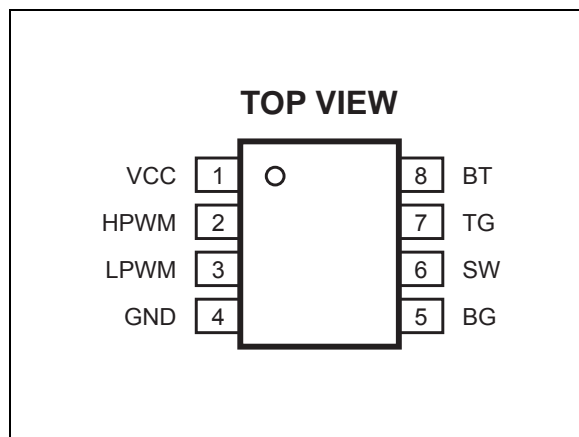 TOP VIEW
VCC 1 8 BT
HPWM 2 7 TG
LPWM 3 6 SW
GND 4 5 BG